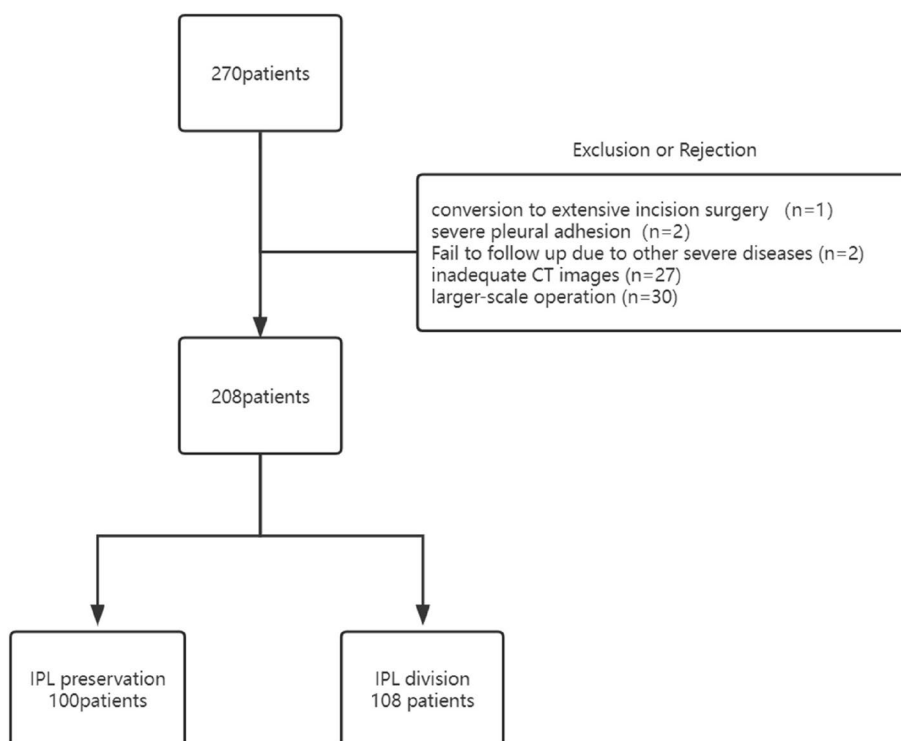 270patients
Exclusion or Rejection
conversion to extensive incision surgery (n=1)
severe pleural adhesion (n=2)
Fail to follow up due to other severe diseases (n=2)
inadequate CT images (n=27)
larger-scale operation (n=30)
208patients
IPL preservation
100patients
IPL division
108 patients